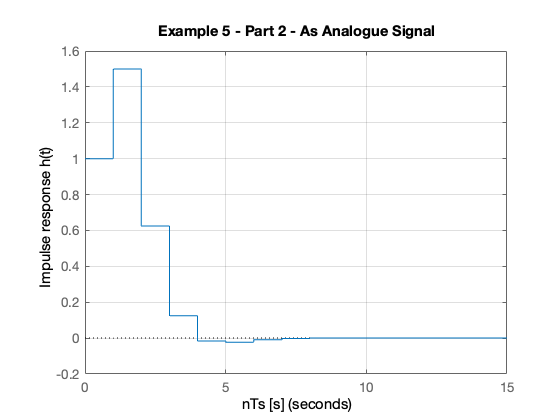 Example 5 - Part 2 - As Analogue Signal
Impulse response h(t)
1.6
1.4
1.2
1
0.8
0.6
0.4
0.2
0
-0.2
0 5 10 15
nTs [s] (seconds)